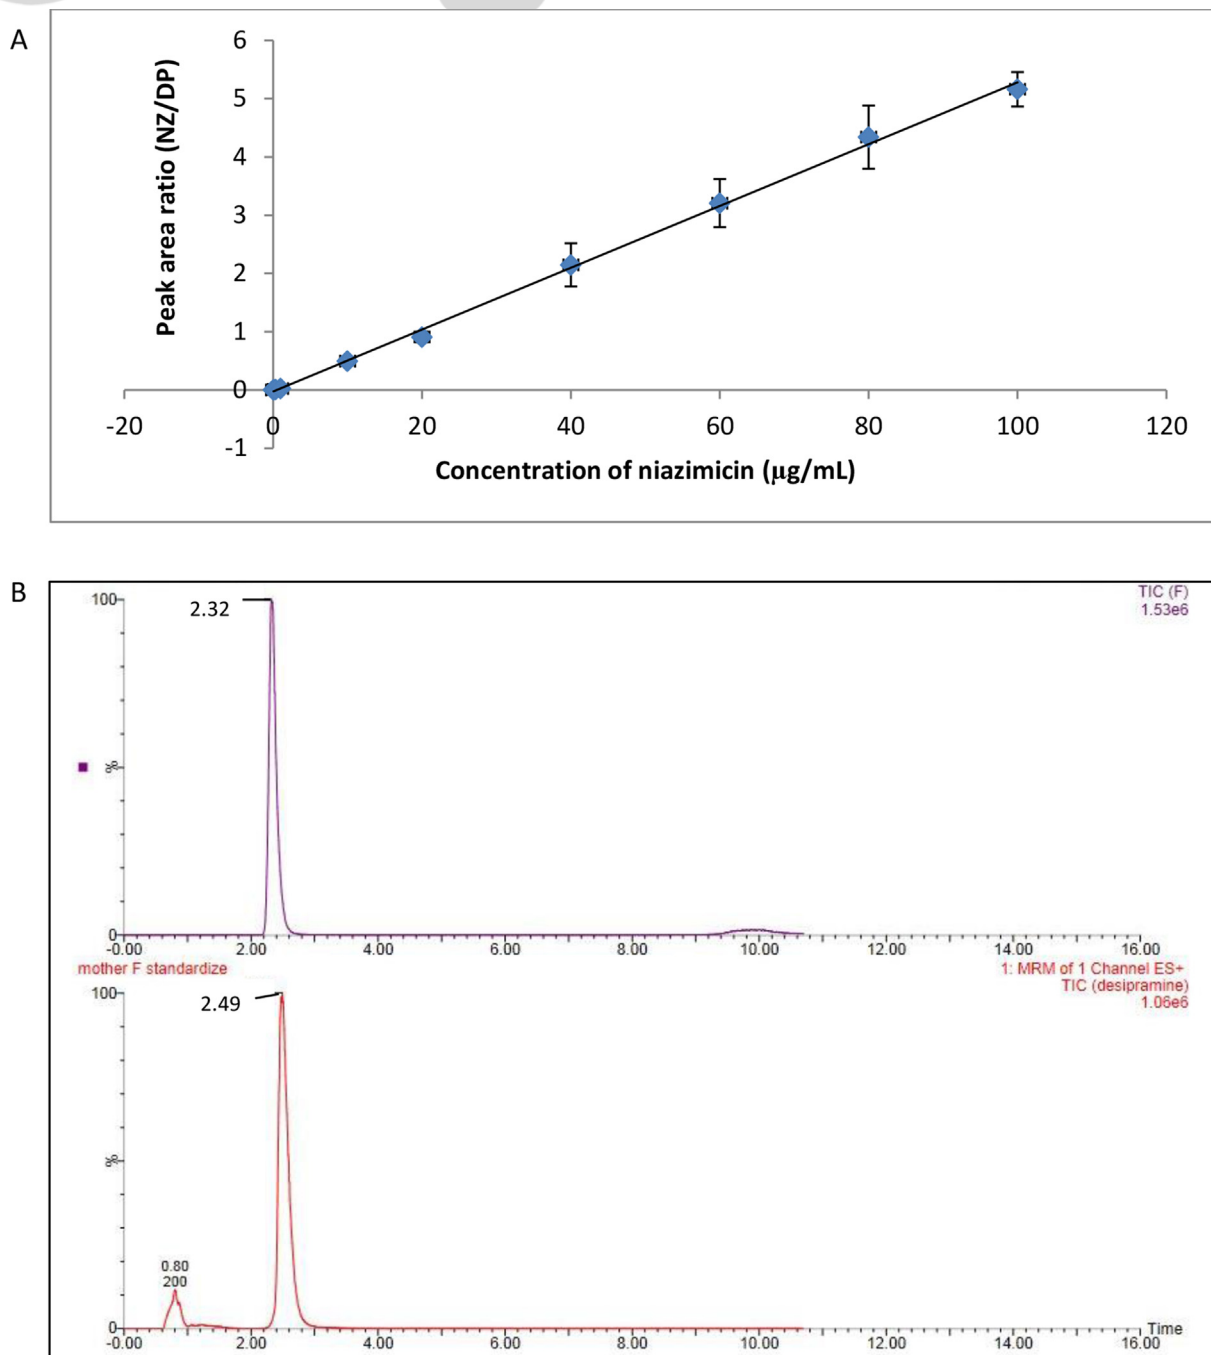 A
6
5
4
3
2
1
0
-1
Peak area ratio (NZ/DP)
-20
0
20
40
60
80
100
120
Concentration of niazimicin (µg/mL)
B
TIC (F)
1.53e6
100
2.32
%
0
-0.00 2.00 4.00 6.00 8.00 10.00 12.00 14.00 16.00
mother F standardize
1: MRM of 1 Channel ES+
TIC (desipramine)
1.06e6
100
2.49
%
0.80
200
0
Time
-0.00 2.00 4.00 6.00 8.00 10.00 12.00 14.00 16.00